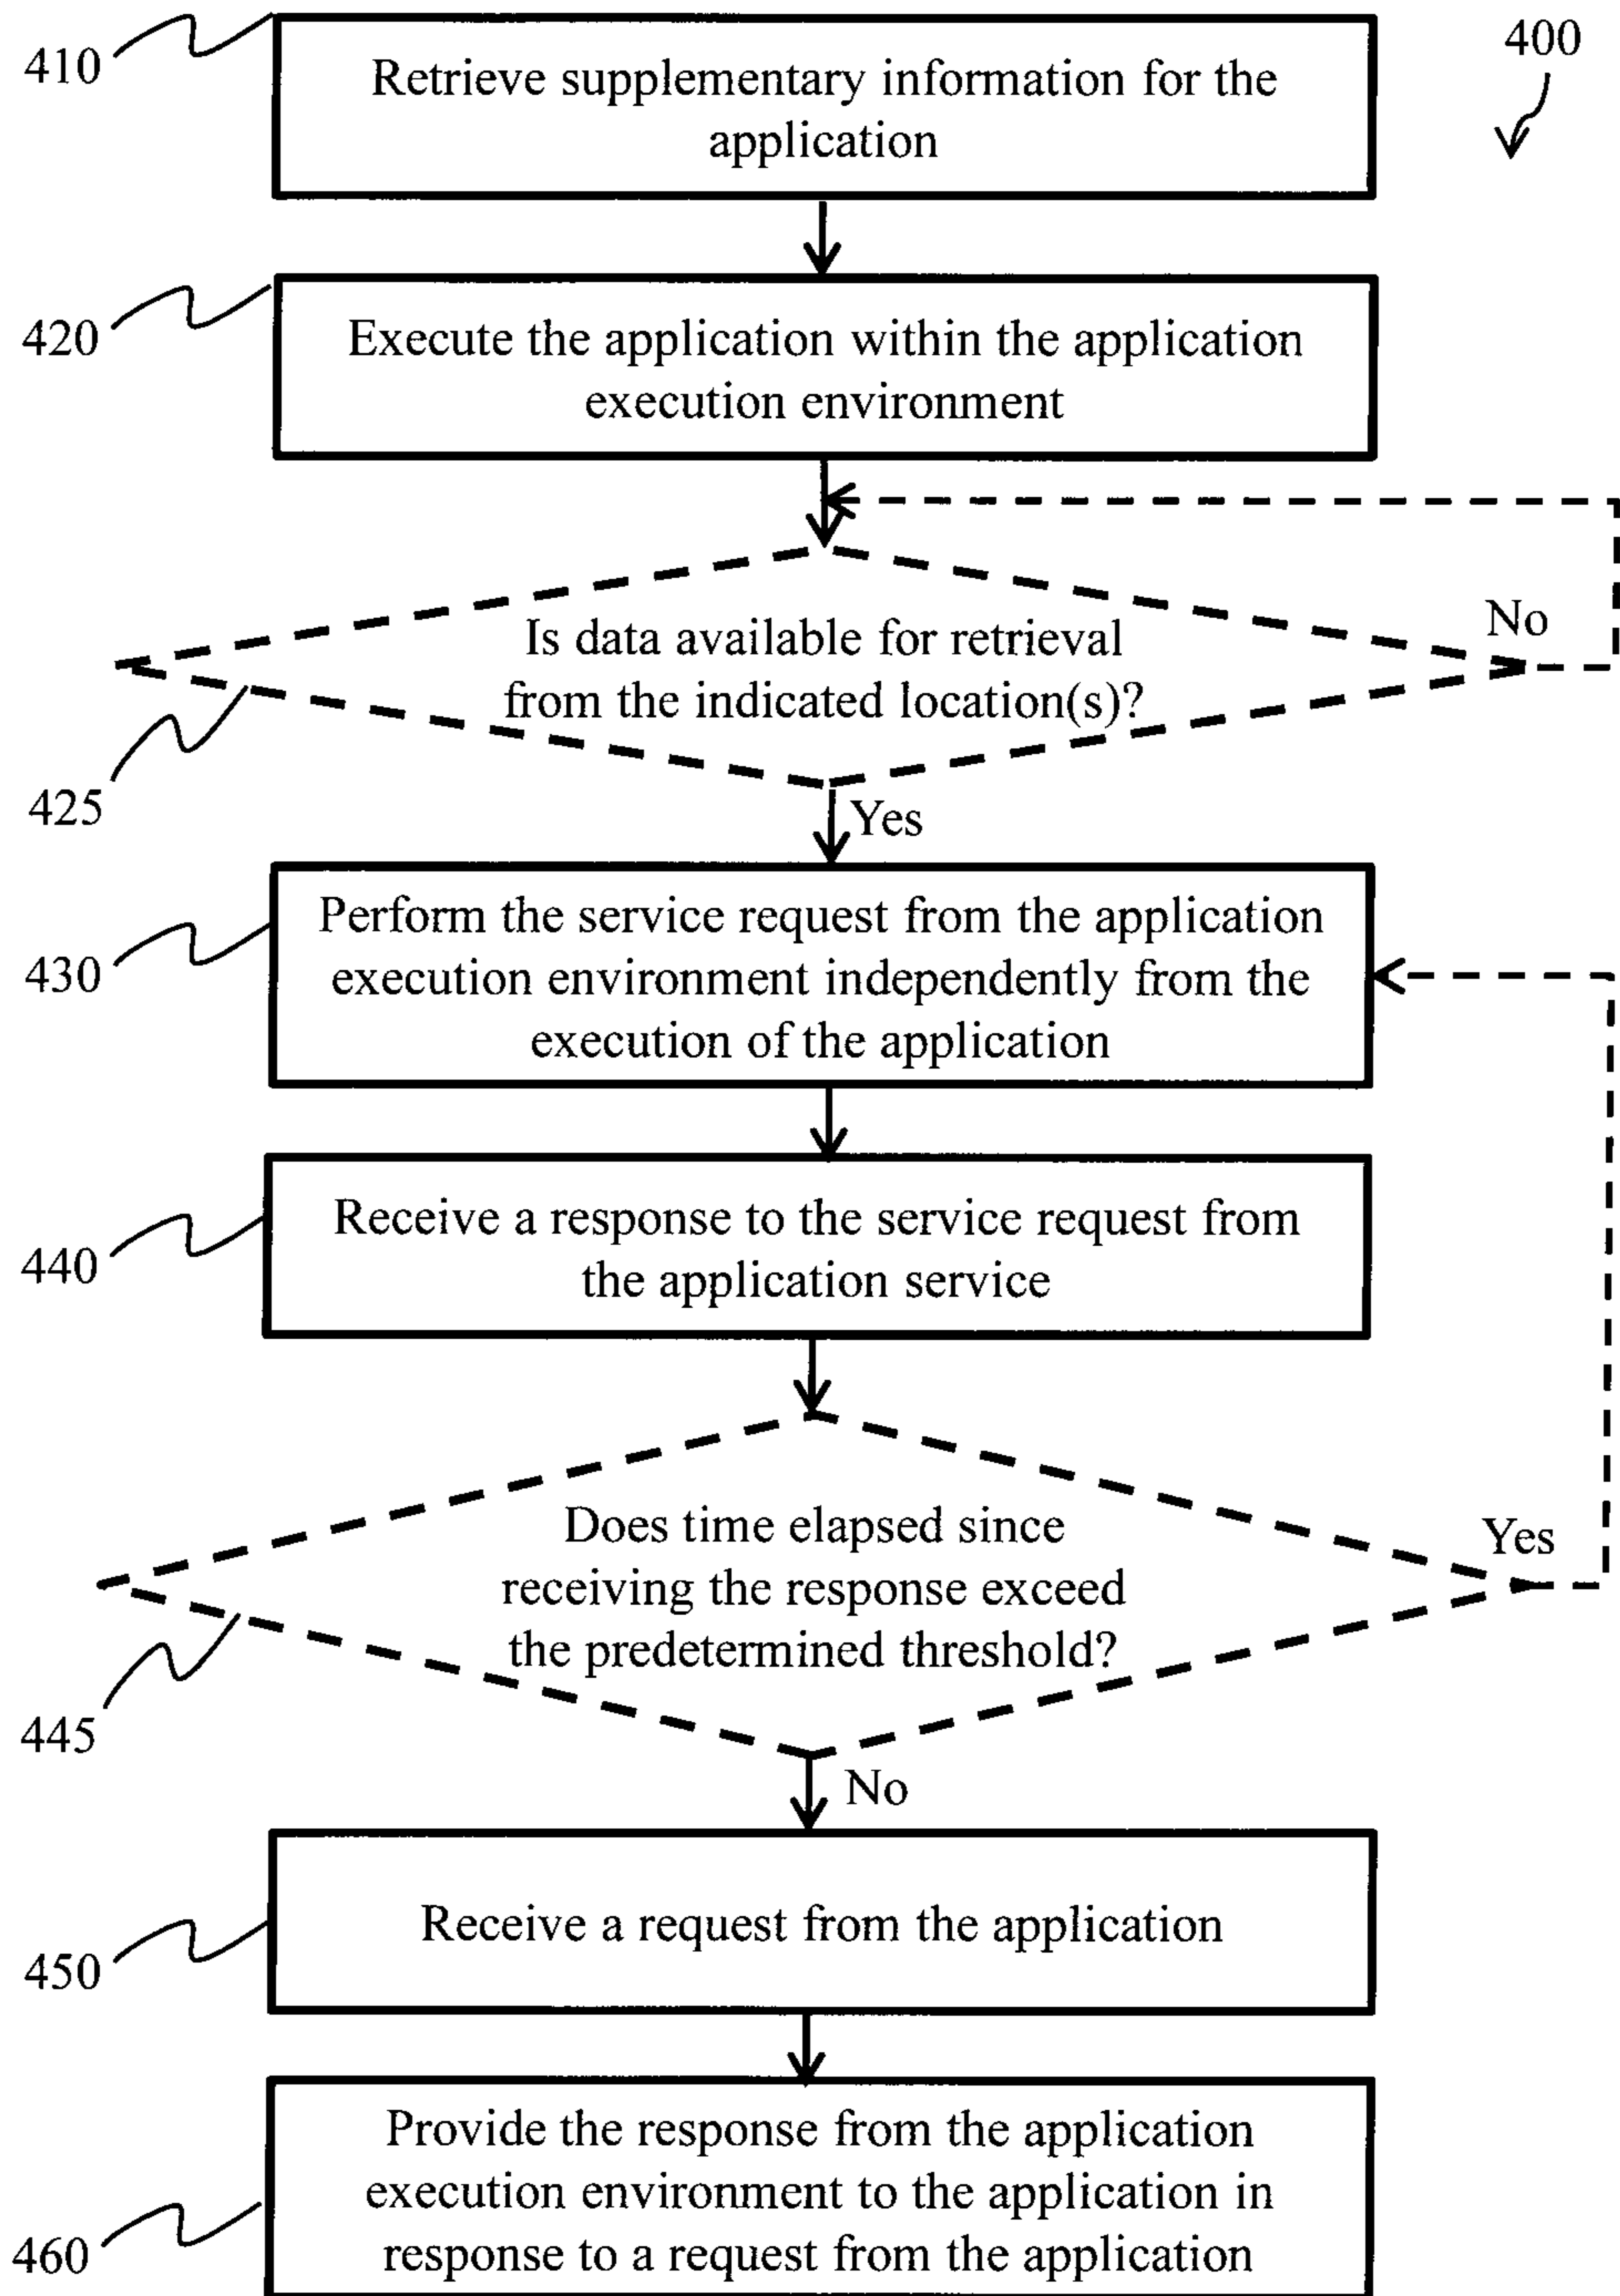 410
400
Retrieve supplementary information for the
application
420
Execute the application within the application
execution environment
Is data available for retrieval
from the indicated location(s)?
No
425
Yes
430
Perform the service request from the application
execution environment independently from the
execution of the application
440
Receive a response to the service request from
the application service
Does time elapsed since
receiving the response exceed
the predetermined threshold?
Yes
445
No
450
Receive a request from the application
460
Provide the response from the application
execution environment to the application in
response to a request from the application